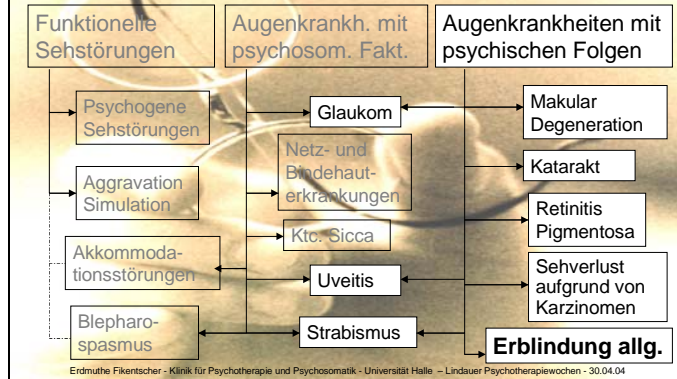 Funktionelle
Sehstörungen
Augenkrankh. mit
psychosom. Fakt.
Augenkrankheiten mit
psychischen Folgen
Psychogene
Sehstörungen
Aggravation
Simulation
Akkommoda-
tionsstörungen
Blepharo-
spasmus
Glaukom
Netz- und
Bindehaut-
erkrankungen
Ktc. Sicca
Uveitis
Strabismus
Makular
Degeneration
Katarakt
Retinitis
Pigmentosa
Sehverlust
aufgrund von
Karzinomen
Erblindung allg.
Erdmuthe Fikentscher - Klinik für Psychotherapie und Psychosomatik - Universität Halle – Lindauer Psychotherapiewochen - 30.04.04